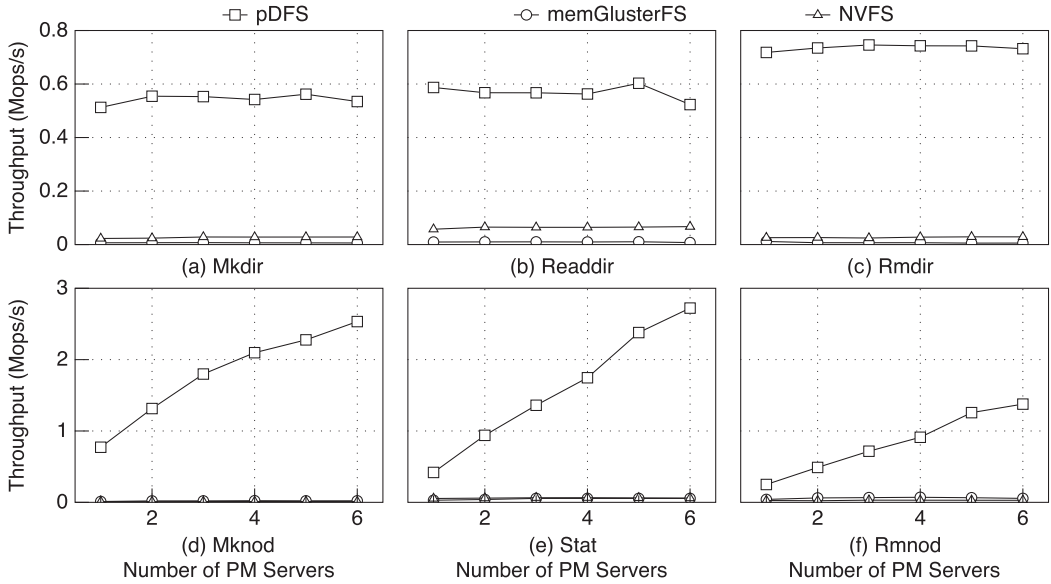 pDFS memGlusterFS NVFS
0.8
0.6
0.4
0.2
0
Throughput (Mops/s)
(a) Mkdir (b) Readdir (c) Rmdir
3
2
1
0
Throughput (Mops/s)
2 4 6 2 4 6 2 4 6
(d) Mknod (e) Stat (f) Rmnod
Number of PM Servers Number of PM Servers Number of PM Servers